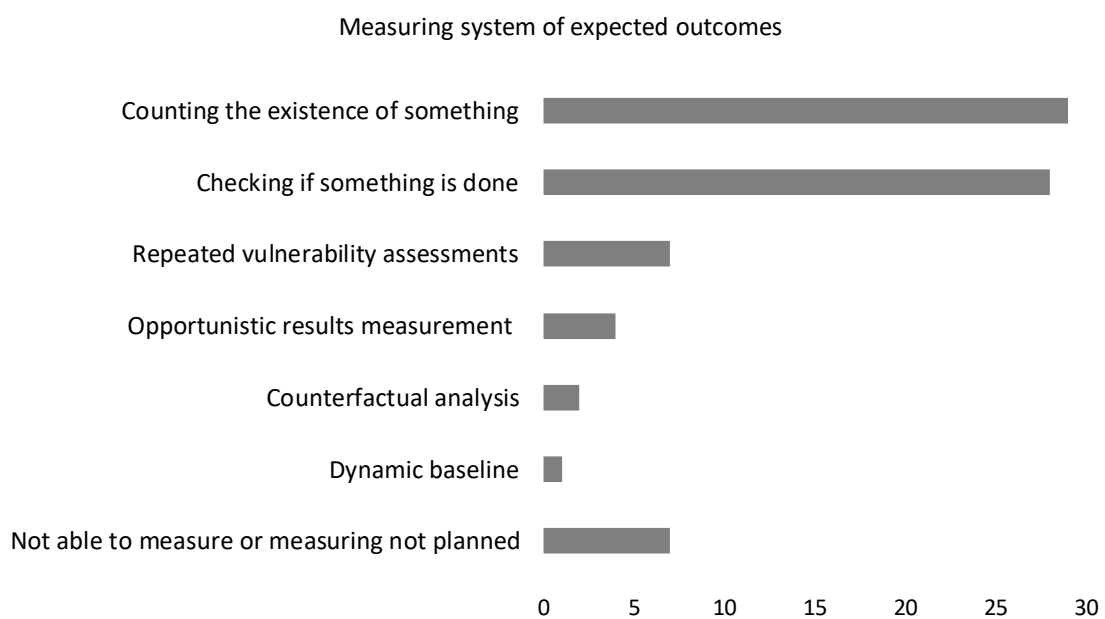 Measuring system of expected outcomes
Counting the existence of something
Checking if something is done
Repeated vulnerability assessments
Opportunistic results measurement
Counterfactual analysis
Dynamic baseline
Not able to measure or measuring not planned
0 5 10 15 20 25 30